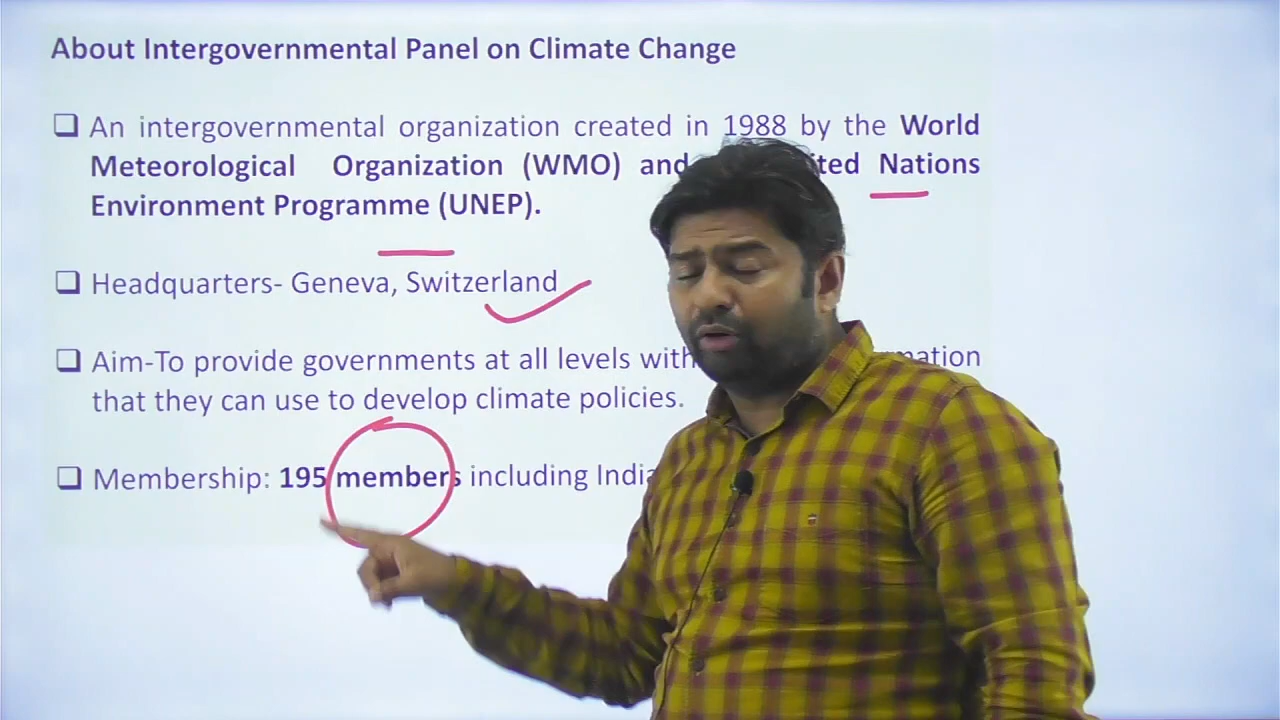 About Intergovernmental Panel on Climate Change
❑ An intergovernmental organization created in 1988 by the World
Meteorological Organization (WMO) and Nations
Environment Programme (UNEP).
❑ Headquarters- Geneva, Switzerland
❑ Aim-To provide governments at all levels with
that they can use to develop climate policies.
❑ Membership: 195 members including India